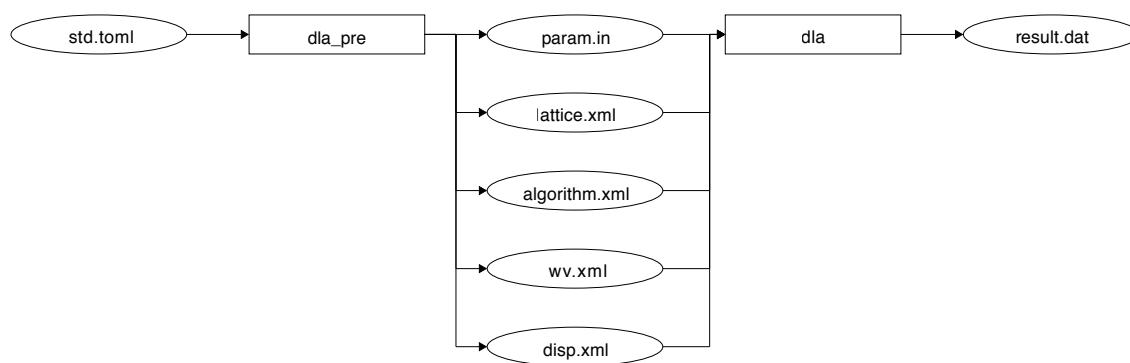 std.toml
dla_pre
param.in
dla
result.dat
lattice.xml
algorithm.xml
wv.xml
disp.xml